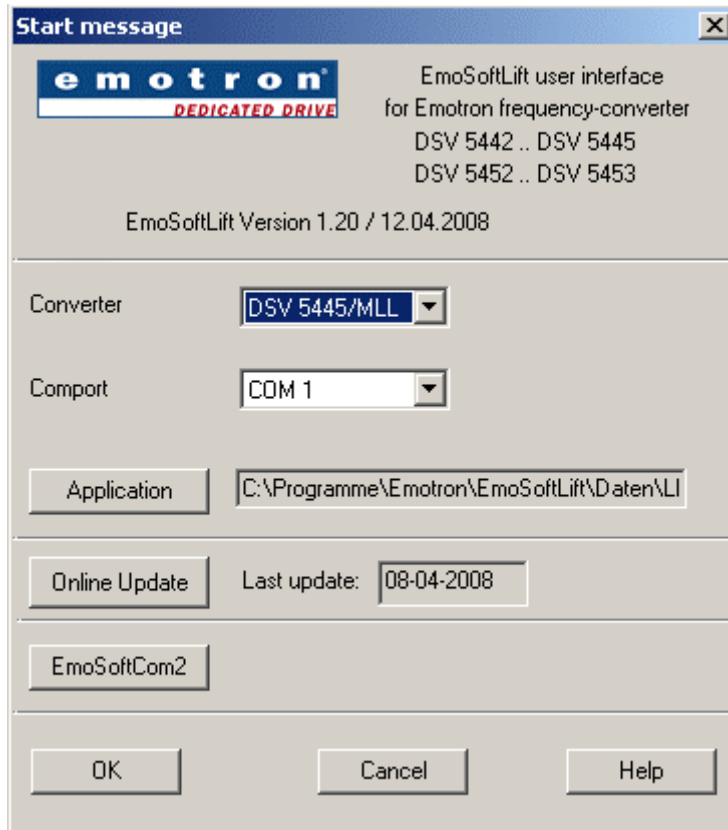 Start message
emotron
DEDICATED DRIVE
EmoSoftLift user interface
for Emotron frequency-converter
DSV 5442 .. DSV 5445
DSV 5452 .. DSV 5453
EmoSoftLift Version 1.20 / 12.04.2008
Converter
DSV 5445/MLL
Comport
COM 1
Application
C:\Programme\Emotron\EmoSoftLift\Daten\LI
Online Update
Last update:
08-04-2008
EmoSoftCom2
OK
Cancel
Help